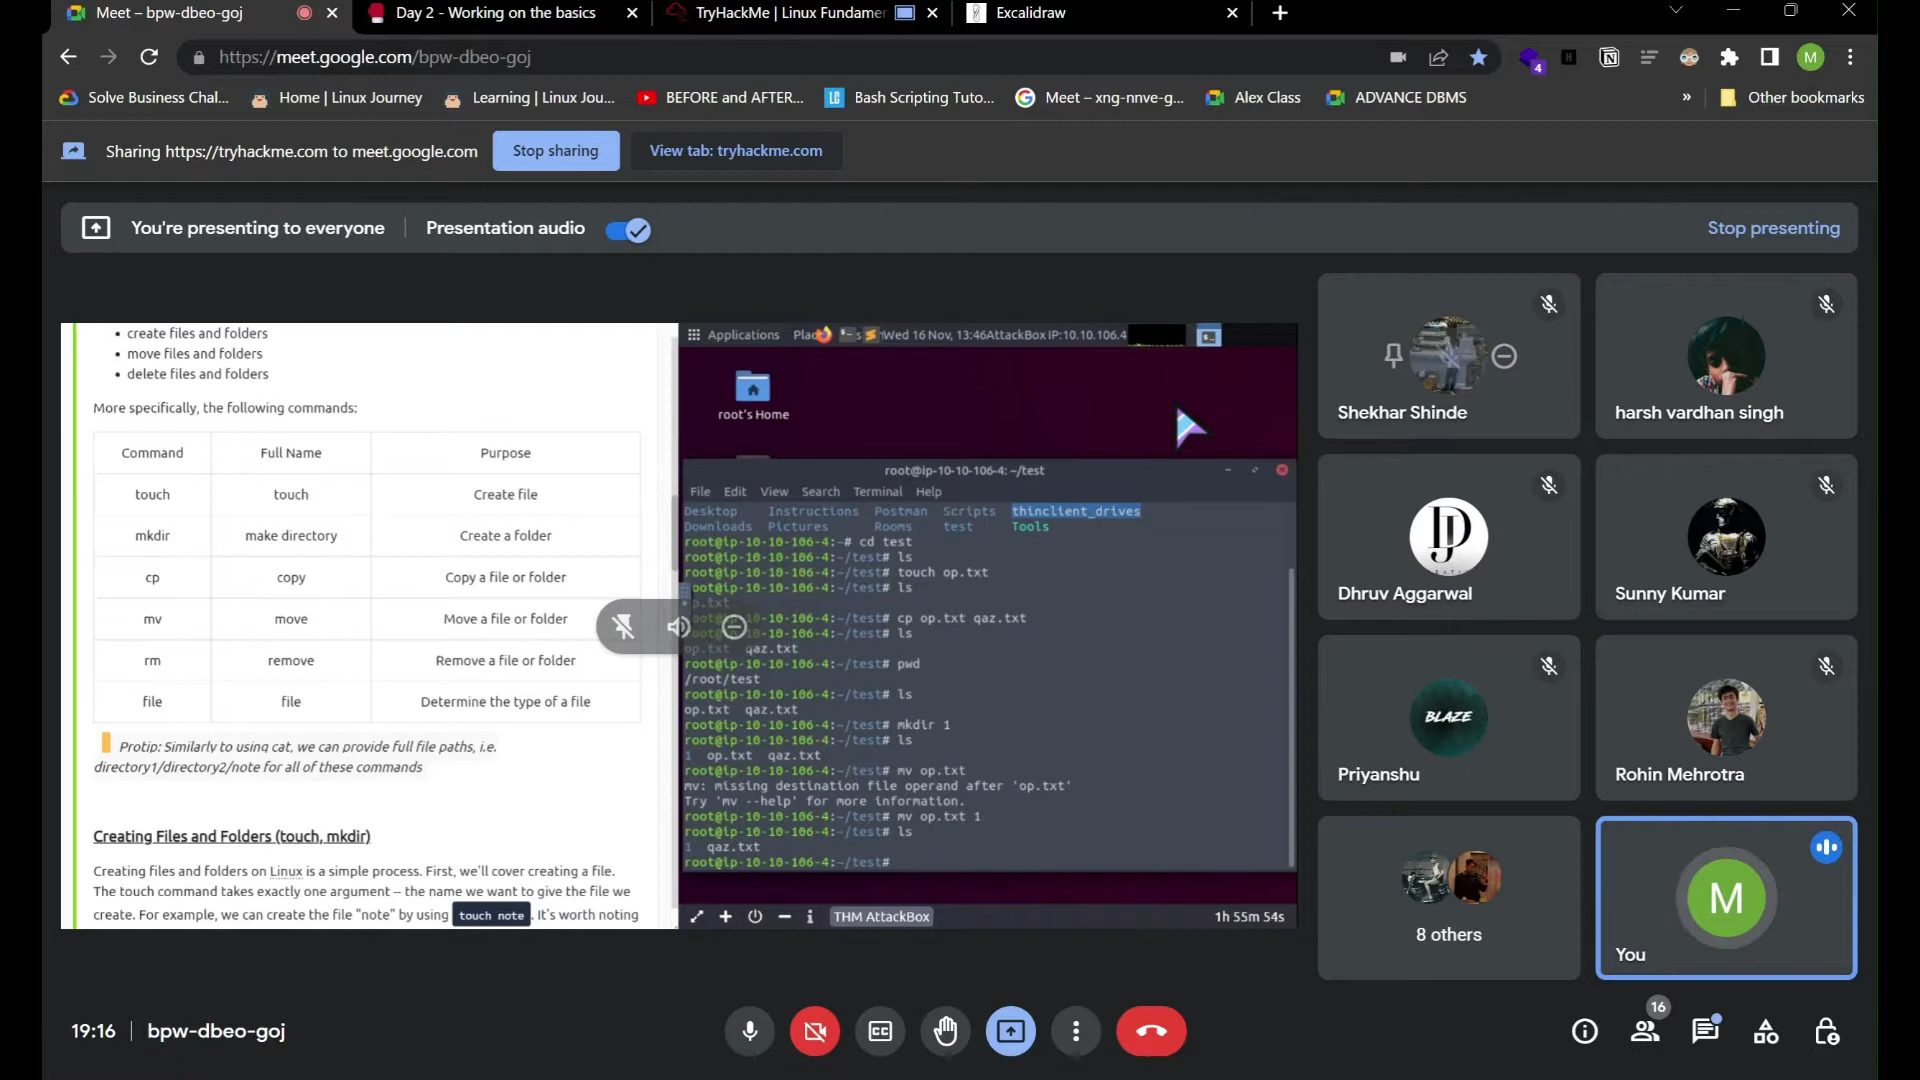 Meet – bpw-dbeo-goj
Day 2 - Working on the basics
TryHackMe | Linux Fundamer
Excalidraw
https://meet.google.com/bpw-dbeo-goj
4
M
Solve Business Chal...
Home | Linux Journey
Learning | Linux Jou...
BEFORE and AFTER...
Bash Scripting Tuto...
Meet – xng-nnve-g...
Alex Class
ADVANCE DBMS
»
Other bookmarks
Sharing https://tryhackme.com to meet.google.com
Stop sharing
View tab: tryhackme.com
You're presenting to everyone
Presentation audio
Stop presenting
• create files and folders
• move files and folders
• delete files and folders
More specifically, the following commands:
Command Full Name Purpose
touch touch Create file
mkdir make directory Create a folder
cp copy Copy a file or folder
mv move Move a file or folder
rm remove Remove a file or folder
file file Determine the type of a file
Protip: Similarly to using cat, we can provide full file paths, i.e.
directory1/directory2/note for all of these commands
Creating Files and Folders (touch, mkdir)
Creating files and folders on Linux is a simple process. First, we'll cover creating a file.
The touch command takes exactly one argument -- the name we want to give the file we
create. For example, we can create the file "note" by using touch note. It's worth noting
Applications Wed 16 Nov, 13:46 AttackBox IP:10.10.106.4
root's Home
root@ip-10-10-106-4: ~/test
File Edit View Search Terminal Help
Desktop Instructions Postman Scripts thinclient_drives
Downloads Pictures Rooms test Tools
root@ip-10-10-106-4:~# cd test
root@ip-10-10-106-4:~/test# ls
root@ip-10-10-106-4:~/test# touch op.txt
root@ip-10-10-106-4:~/test# ls
op.txt
root@ip-10-10-106-4:~/test# cp op.txt qaz.txt
root@ip-10-10-106-4:~/test# ls
op.txt qaz.txt
root@ip-10-10-106-4:~/test# pwd
/root/test
root@ip-10-10-106-4:~/test# ls
op.txt qaz.txt
root@ip-10-10-106-4:~/test# mkdir 1
root@ip-10-10-106-4:~/test# ls
1 op.txt qaz.txt
root@ip-10-10-106-4:~/test# mv op.txt
mv: missing destination file operand after 'op.txt'
Try 'mv --help' for more information.
root@ip-10-10-106-4:~/test# mv op.txt 1
root@ip-10-10-106-4:~/test# ls
1 qaz.txt
root@ip-10-10-106-4:~/test#
THM AttackBox
1h 55m 54s
Shekhar Shinde
harsh vardhan singh
DJ
Dhruv Aggarwal
Sunny Kumar
BLAZE
Priyanshu
Rohin Mehrotra
8 others
M
You
19:16 | bpw-dbeo-goj
CC
16